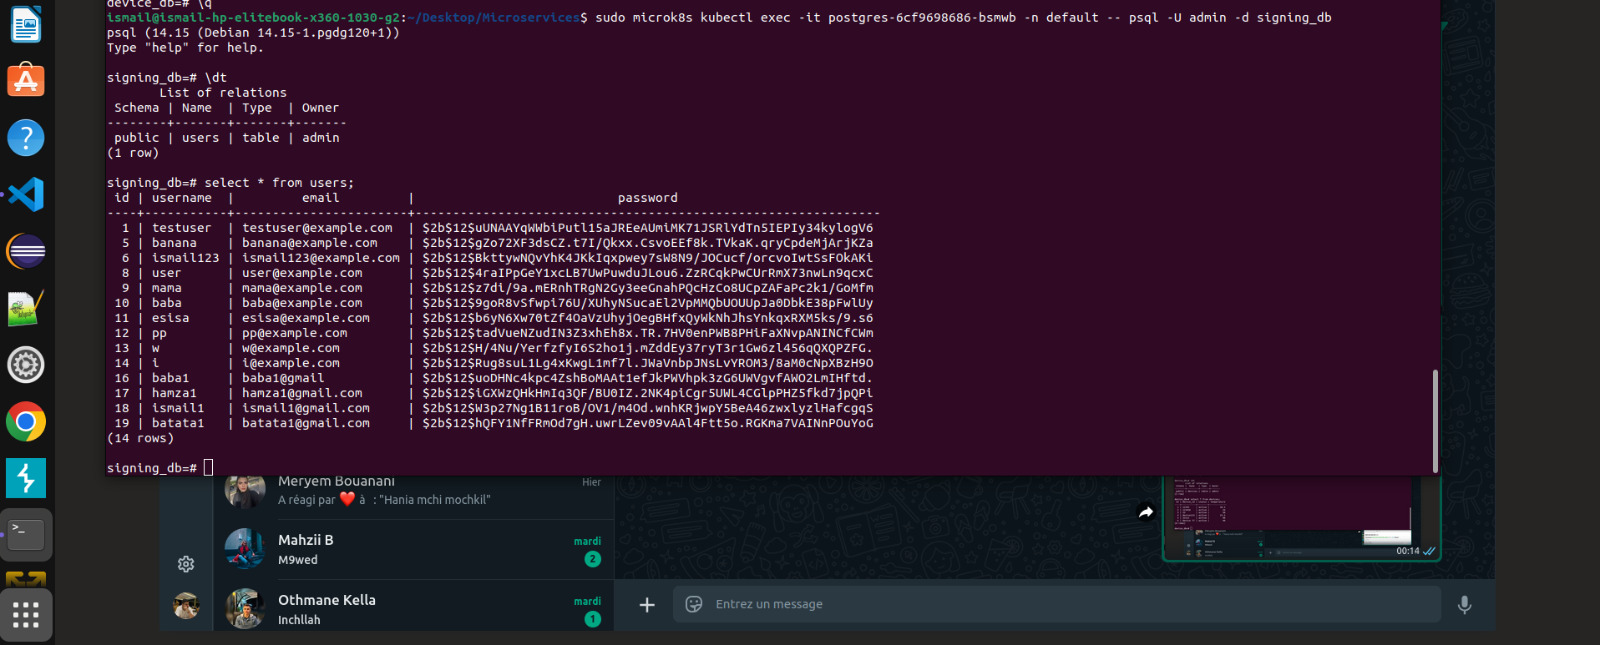 device_db=# \q
ismail@ismail-hp-elitebook-x360-1030-g2:~/Desktop/Microservices$ sudo microk8s kubectl exec -it postgres-6cf9698686-bsmwb -n default -- psql -U admin -d signing_db
psql (14.15 (Debian 14.15-1.pgdg120+1))
Type "help" for help.
signing_db=# \dt
List of relations
Schema | Name | Type | Owner
--------+-------+-------+-------
public | users | table | admin
(1 row)
signing_db=# select * from users;
id | username | email | password
----+-----------+-----------------------+--------------------------------------------------------------
1 | testuser | testuser@example.com | $2b$12$uUNAAYqWWbiPutl15aJREeAUmiMK71JSRlYdTn5IEPIy34kylogV6
5 | banana | banana@example.com | $2b$12$gZo72XF3dsCZ.t7I/Qkxx.CsvoEEf8k.TVkaK.qryCpdeMjArjKZa
6 | ismail123 | ismail123@example.com | $2b$12$BkttywNQvYhK4JKkIqxpwey7sW8N9/JOCucf/orcvoIwtSsFOkAKi
8 | user | user@example.com | $2b$12$4raIPpGeY1xcLB7UwPuwduJLou6.ZzRCqkPwCUrRmX73nwLn9qcxC
9 | mama | mama@example.com | $2b$12$z7di/9a.mERnhTRgN2Gy3eeGnahPQcHzCo8UCpZAFaPc2k1/GoMfm
10 | baba | baba@example.com | $2b$12$9goR8vSfwpi76U/XUhyNSucaEl2VpMMQbUOUUpJa0DbkE38pFwlUy
11 | esisa | esisa@example.com | $2b$12$b6yN6Xw70tZf4OaVzUhyjOegBHfxQyWkNhJhsYnkqxRXM5ks/9.s6
12 | pp | pp@example.com | $2b$12$tadVueNZudIN3Z3xhEh8x.TR.7HV0enPWB8PHiFaXNvpANINCfCWm
13 | w | w@example.com | $2b$12$H/4Nu/YerfzfyI6S2ho1j.mZddEy37ryT3r1Gw6zl456qQXQPZFG.
14 | i | i@example.com | $2b$12$Rug8suL1Lg4xKwgL1mf7l.JWaVnbpJNsLvYROM3/8aM0cNpXBzH9O
16 | baba1 | baba1@gmail | $2b$12$uoDHNc4kpc4ZshBoMAAt1efJkPWVhpk3zG6UWVgvfAWO2LmIHftd.
17 | hamza1 | hamza1@gmail.com | $2b$12$iGXWzQHkHmIq3QF/BU0IZ.2NK4piCgr5UWL4CGlpPHZ5fkd7jpQPi
18 | ismail1 | ismail1@gmail.com | $2b$12$W3p27Ng1B11roB/OV1/m4Od.wnhKRjwpY5BeA46zwxlyzlHafcgqS
19 | batata1 | batata1@gmail.com | $2b$12$hQFY1NfFRmOd7gH.uwrLZev09vAAl4Ftt5o.RGKma7VAINnPOuYoG
(14 rows)
signing_db=#
Meryem Bouanani Hier
A réagi par ❤️ à : "Hania mchi mochkil"
Mahzii B mardi
M9wed 2
Othmane Kella mardi
Inchllah 1
00:14
Entrez un message